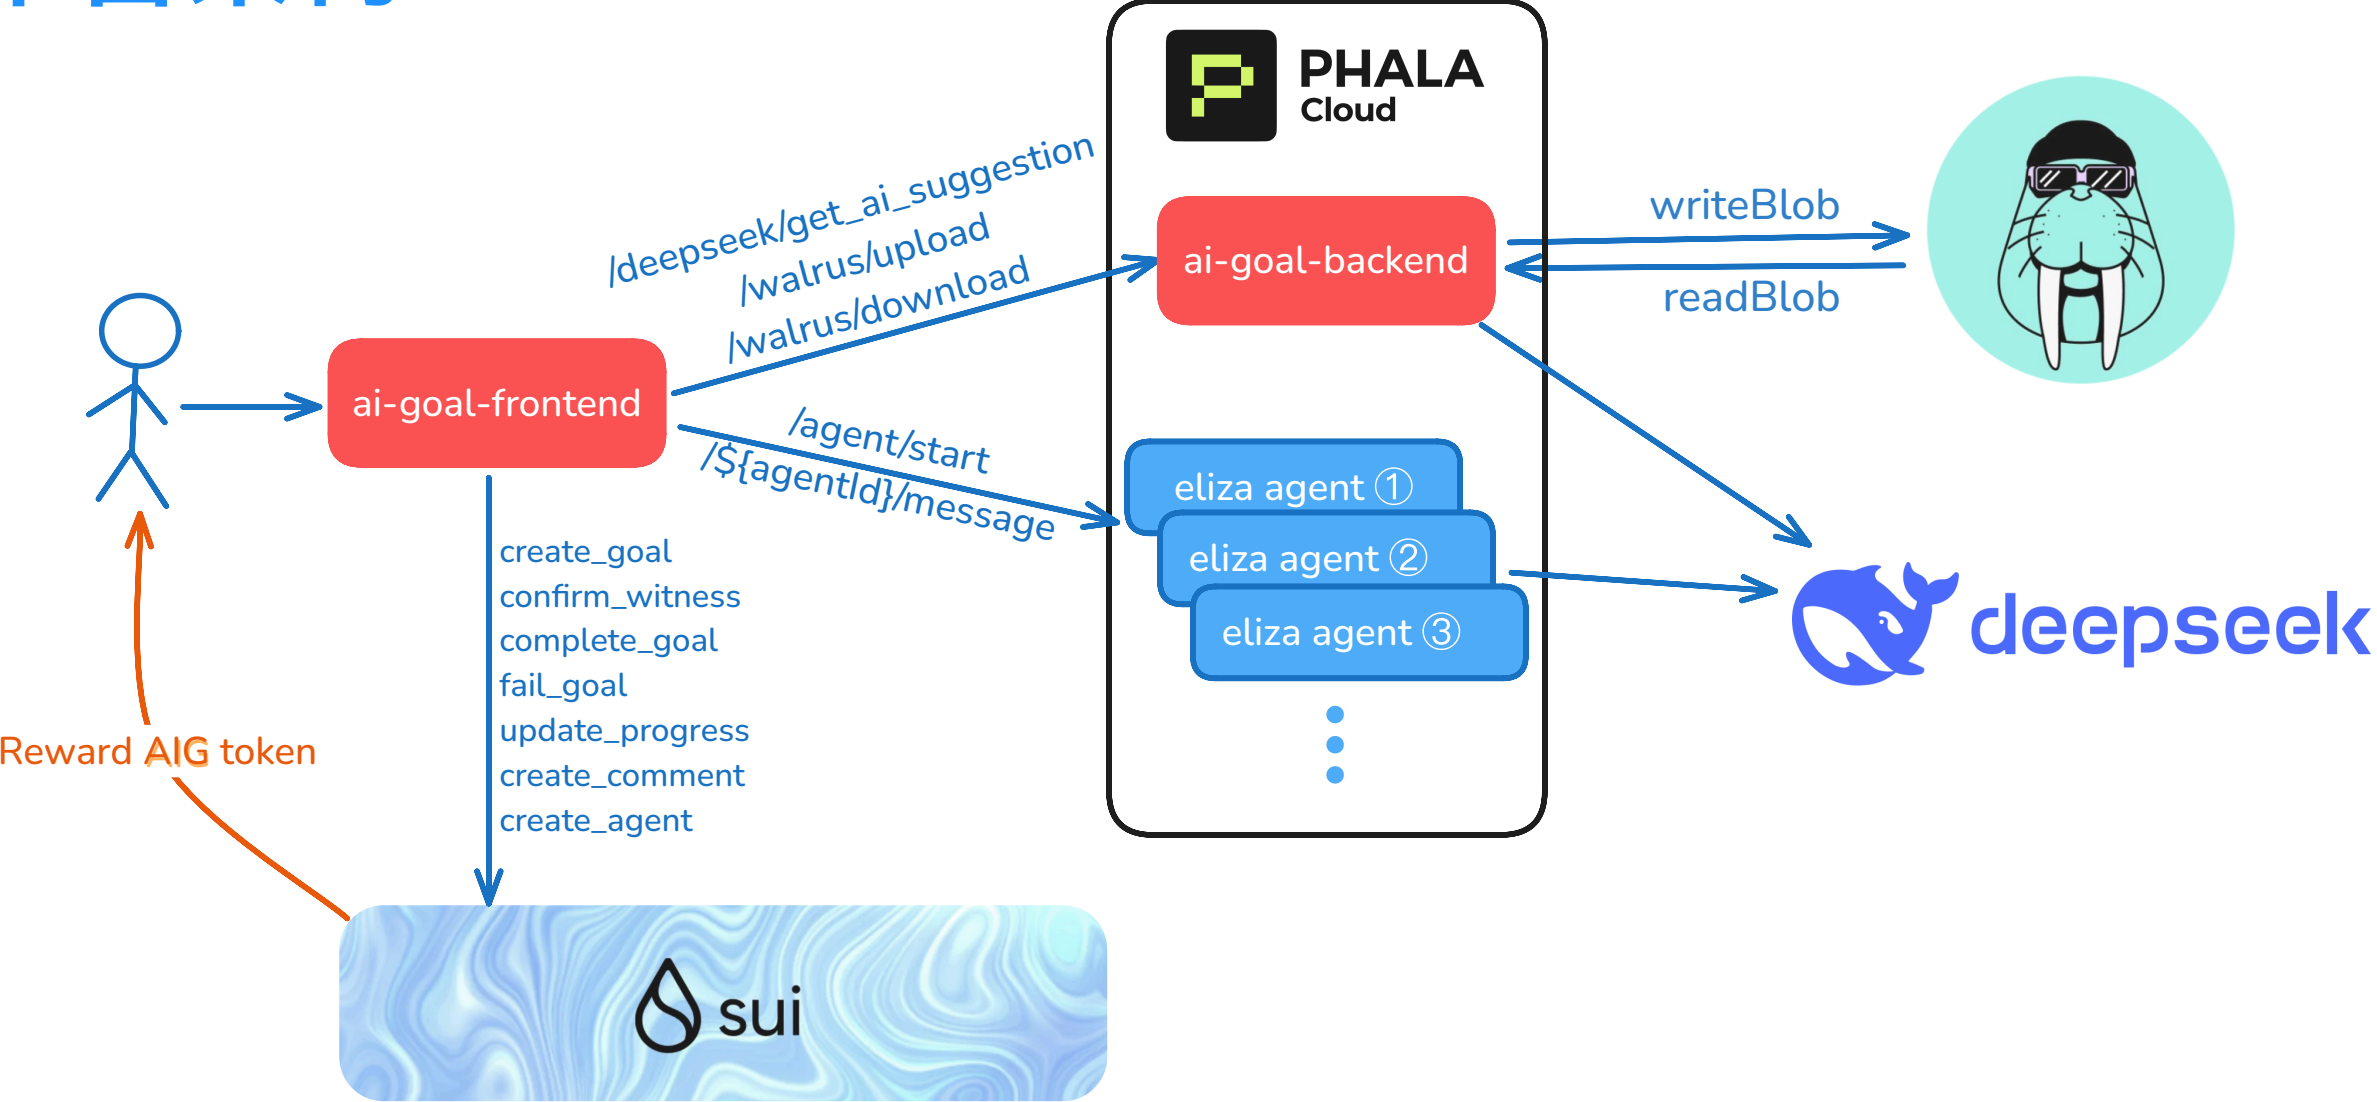 PHALA
Cloud
/deepseek/get_ai_suggestion
/walrus/upload
/walrus/download
ai-goal-backend
writeBlob
readBlob
ai-goal-frontend
/agent/start
/${agentId}/message
eliza agent ①
eliza agent ②
eliza agent ③
deepseek
create_goal
confirm_witness
complete_goal
fail_goal
update_progress
create_comment
create_agent
Reward AIG token
sui